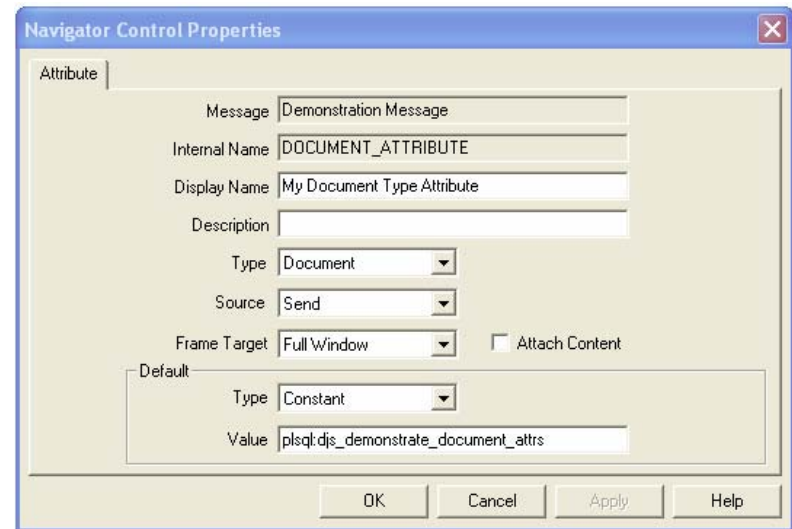 Navigator Control Properties
Attribute
Message Demonstration Message
Internal Name DOCUMENT_ATTRIBUTE
Display Name My Document Type Attribute
Description
Type Document
Source Send
Frame Target Full Window Attach Content
Default
Type Constant
Value plsql:djs_demonstrate_document_attrs
OK Cancel Apply Help